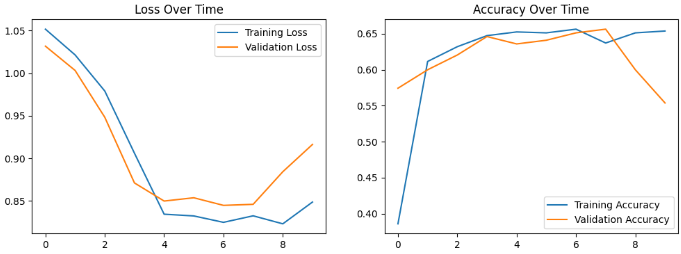 Loss Over Time
1.05
1.00
0.95
0.90
0.85
0 2 4 6 8
Training Loss
Validation Loss
Accuracy Over Time
0.65
0.60
0.55
0.50
0.45
0.40
0 2 4 6 8
Training Accuracy
Validation Accuracy